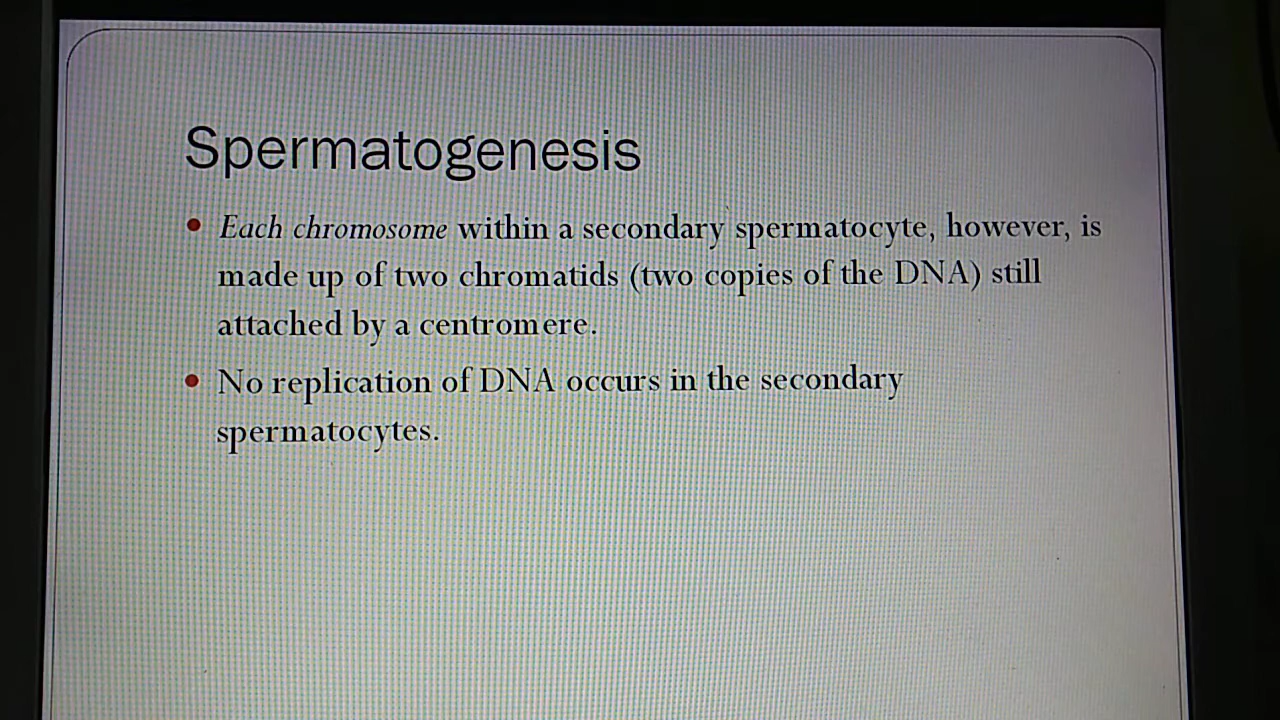 Spermatogenesis
• Each chromosome within a secondary spermatocyte, however, is
made up of two chromatids (two copies of the DNA) still
attached by a centromere.
• No replication of DNA occurs in the secondary
spermatocytes.